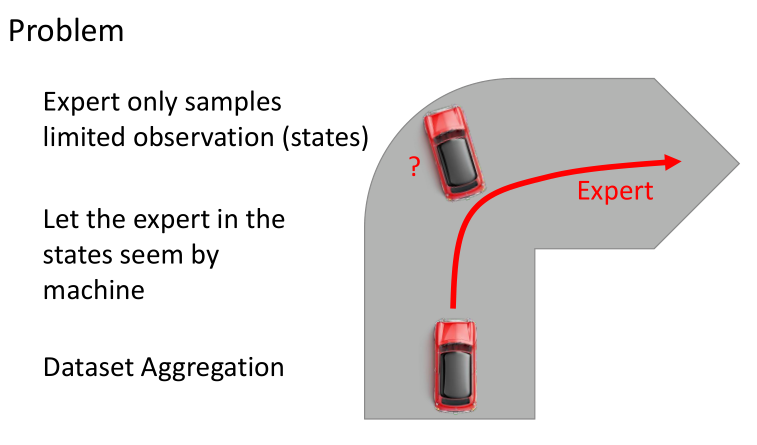 Problem
Expert only samples
limited observation (states)
?
Expert
Let the expert in the
states seem by
machine
Dataset Aggregation